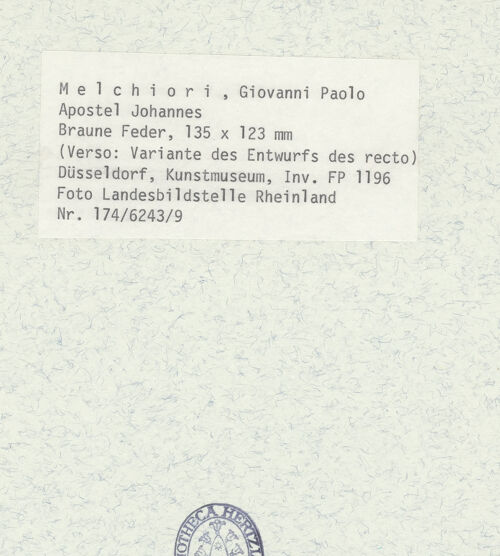 Melchiori, Giovanni Paolo
Apostel Johannes
Braune Feder, 135 x 123 mm
(Verso: Variante des Entwurfs des recto)
Düsseldorf, Kunstmuseum, Inv. FP 1196
Foto Landesbildstelle Rheinland
Nr. 174/6243/9